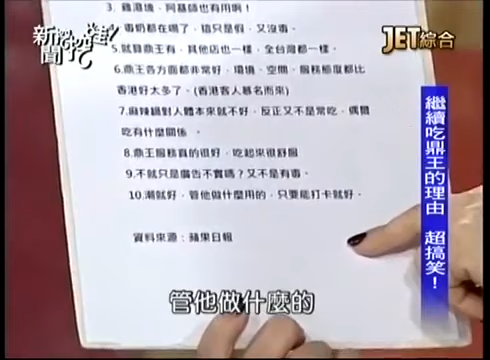 新聞挖挖哇!
JET綜合
3. 雞湯塊,阿基師也有用啊!
4. 毒奶都在喝了,這只是假,又沒毒。
5.就算鼎王有,其他店也一樣,全台灣都一樣。
6.鼎王各方面都非常好,環境、空間、服務態度都比
香港好太多了。(香港客人慕名而來)
7.麻辣鍋對人體本來就不好,反正又不是常吃,偶爾
吃有什麼關係。
8.鼎王服務真的很好,吃起來很舒服
9.不就只是廣告不實嗎?又不是有毒。
10.潮就好,管他做什麼用的,只要能打卡就好。
資料來源:蘋果日報
繼續吃鼎王的理由 超搞笑!
管他做什麼的